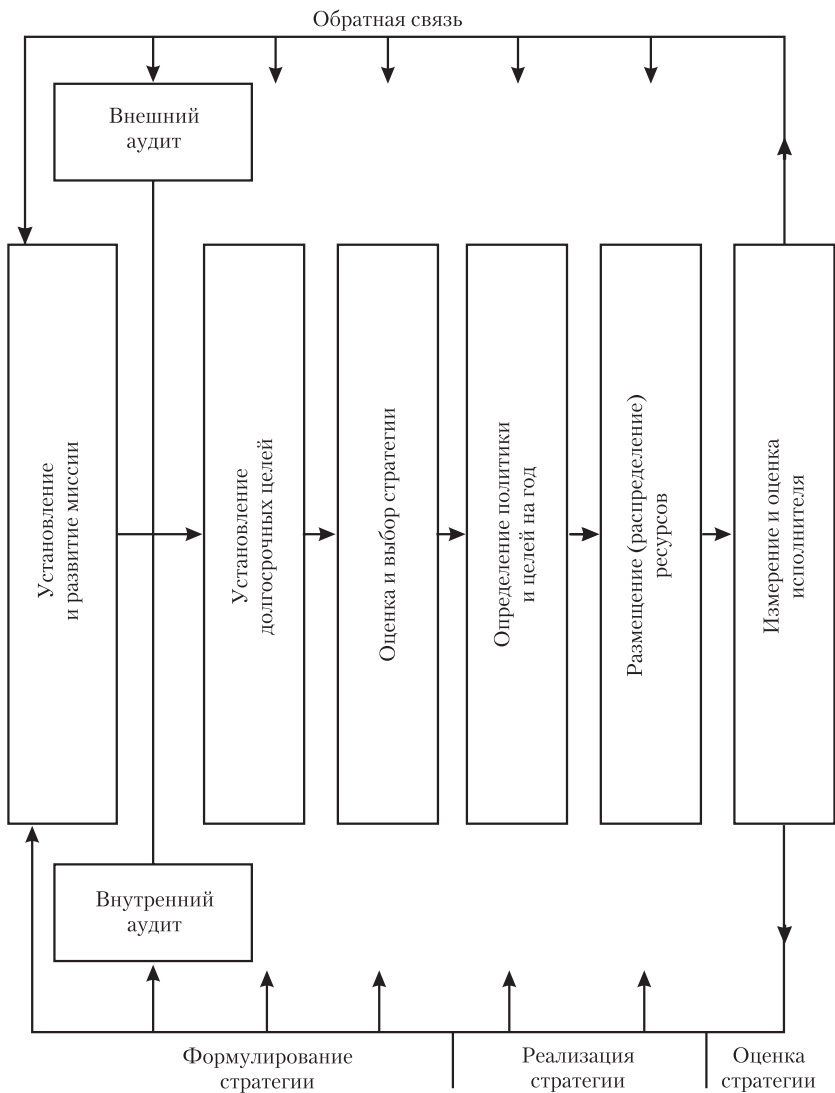 Обратная связь
Внешний
аудит
Установление
и развитие миссии
Установление
долгосрочных целей
Оценка и выбор стратегии
Определение политики
и целей на год
Размещение (распределение)
ресурсов
Измерение и оценка
исполнителя
Внутренний
аудит
Формулирование
стратегии
Реализация
стратегии
Оценка
стратегии